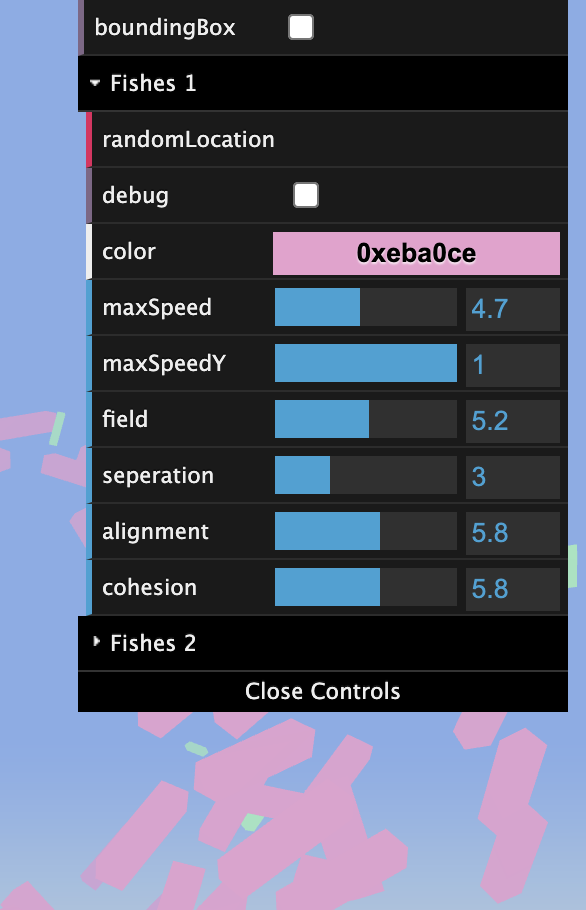 boundingBox
Fishes 1
randomLocation
debug
color 0xeba0ce
maxSpeed 4.7
maxSpeedY 1
field 5.2
seperation 3
alignment 5.8
cohesion 5.8
Fishes 2
Close Controls